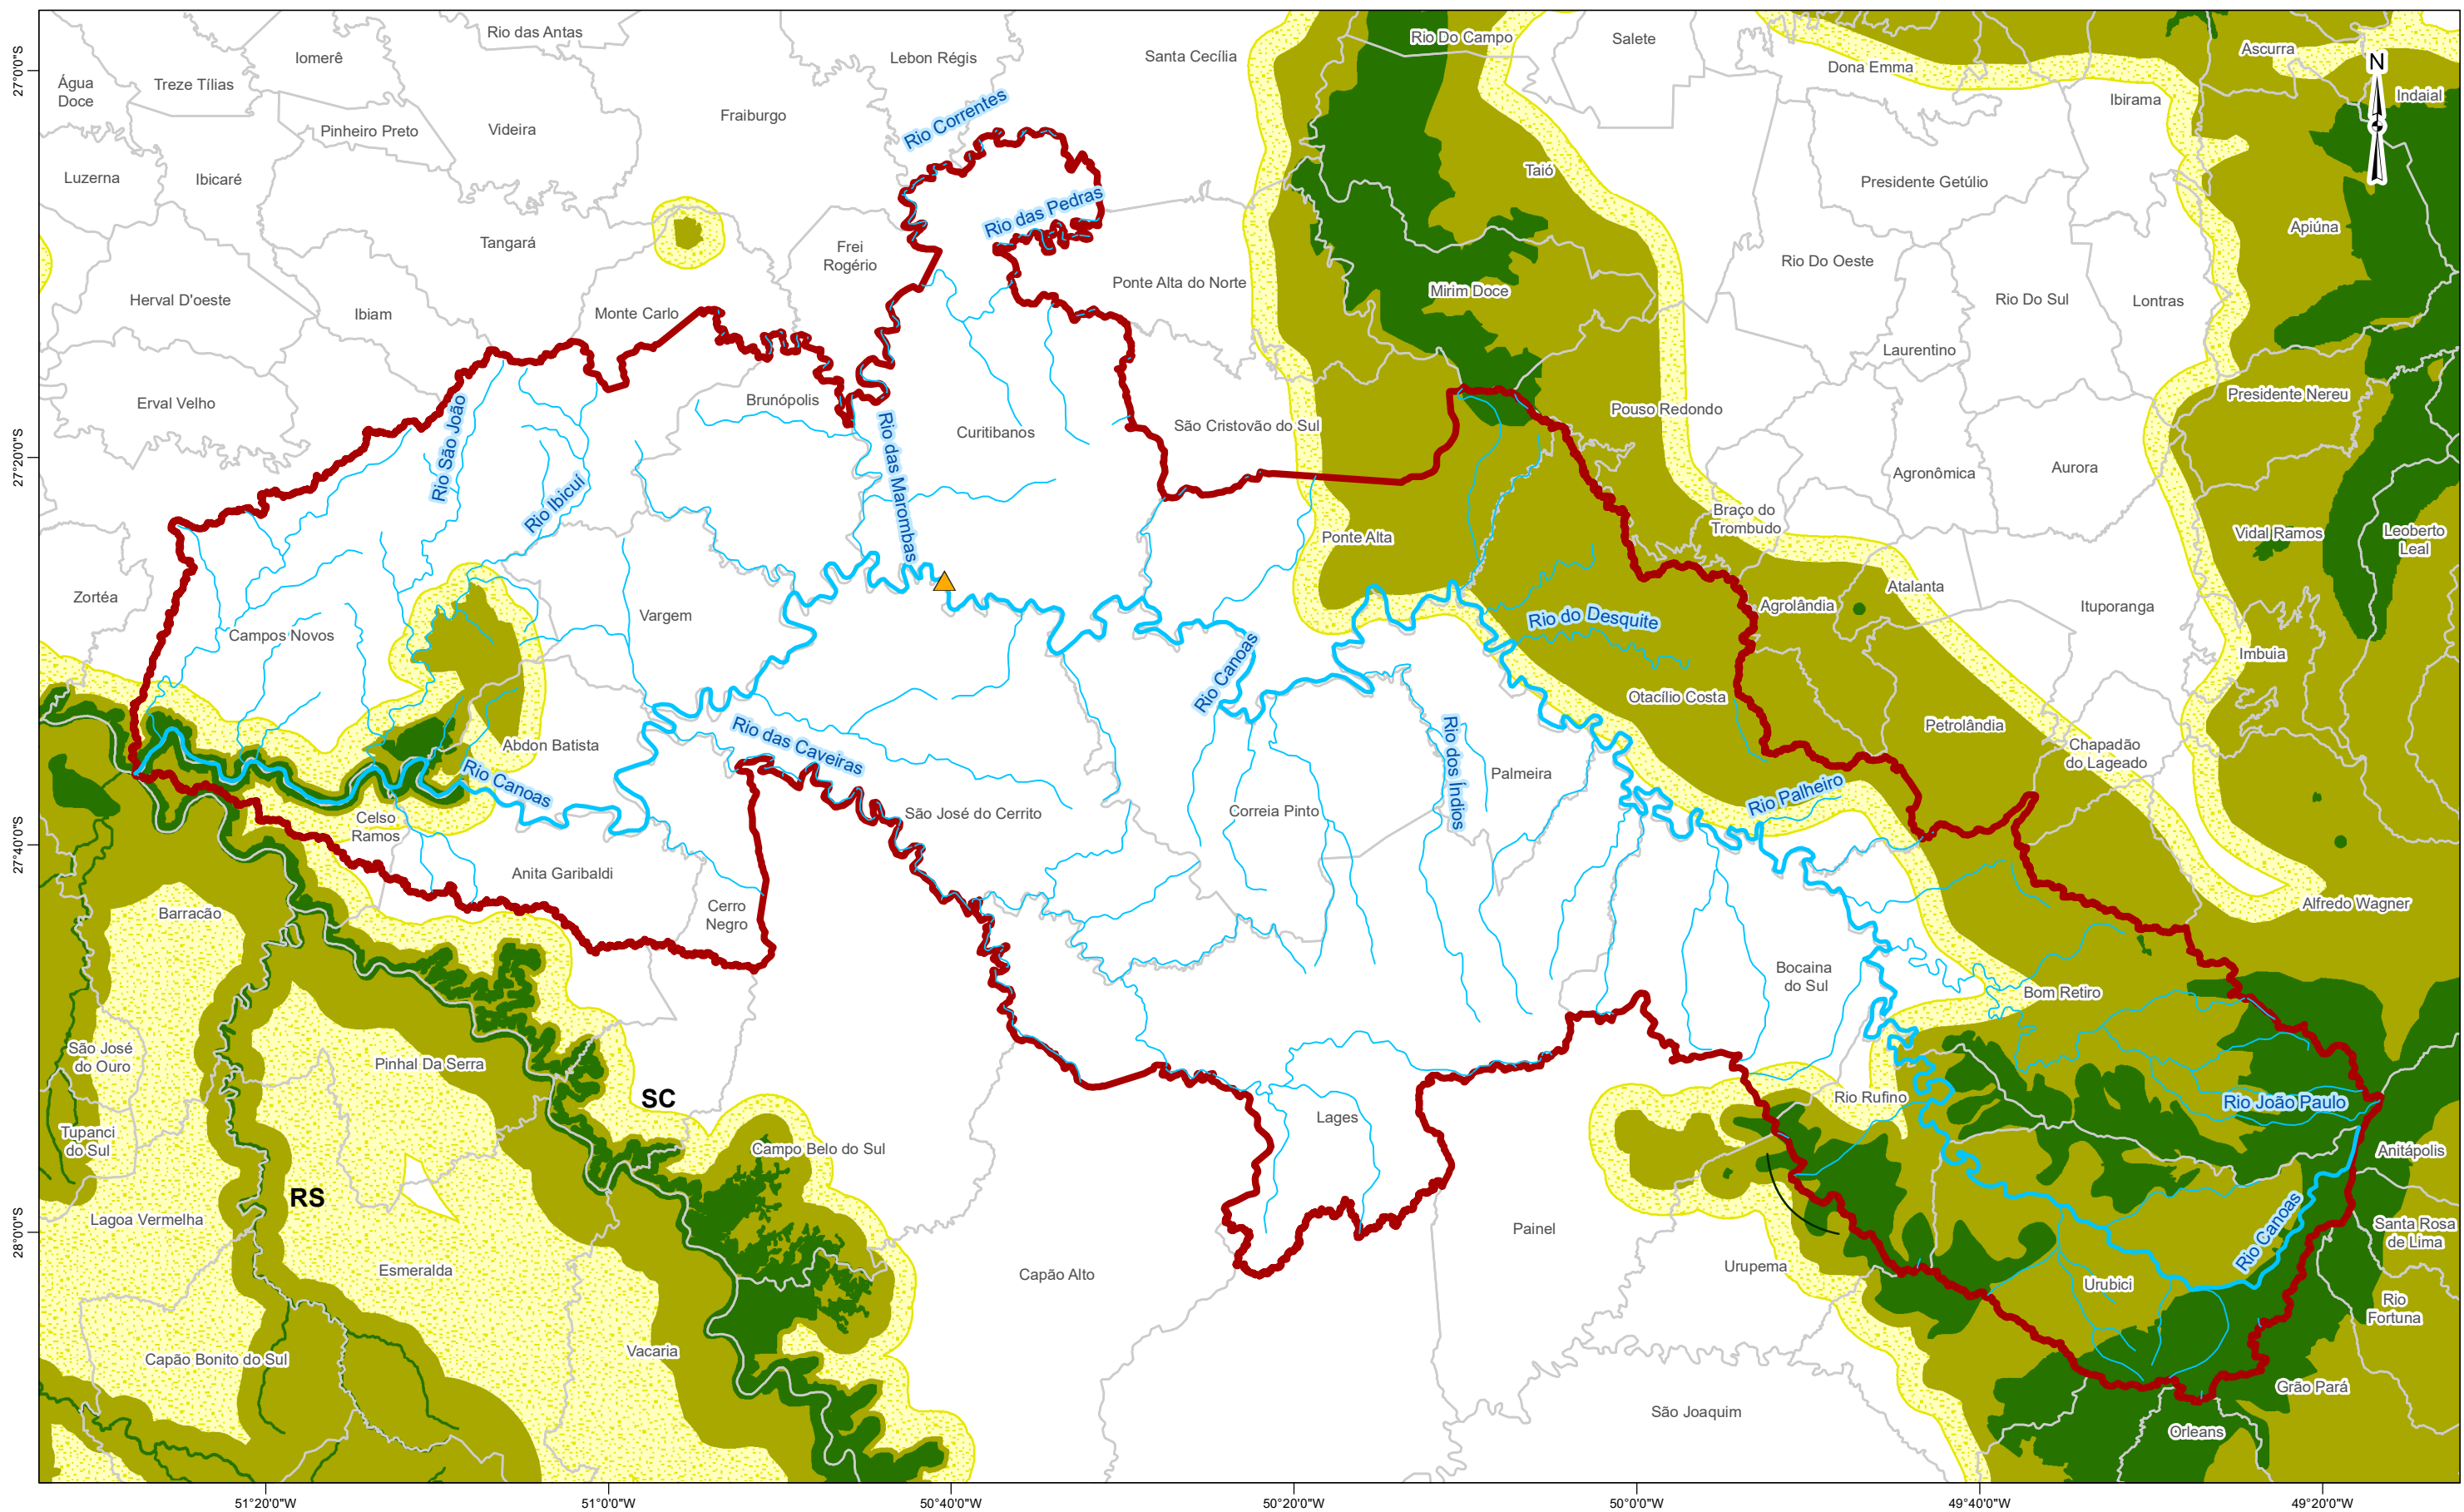 Rio das Antas
Lebon Régis
Santa Cecília
Rio Do Campo
Salete
Dona Emma
Ascurra
N
Iomerê
Água
Doce
Treze Tílias
Ibirama
Indaial
27°0'0"S
Rio Correntes
Fraiburgo
Pinheiro Preto
Videira
Luzerna
Ibicaré
Taió
Presidente Getúlio
Rio das Pedras
Apiúna
Tangará
Frei
Rogério
Rio Do Oeste
Herval D'oeste
Ponte Alta do Norte
Mirim Doce
Rio Do Sul
Lontras
Ibiam
Monte Carlo
Laurentino
Erval Velho
Brunópolis
Presidente Nereu
Pouso Redondo
Rio São João
Rio das Marombas
Curitibanos
São Cristovão do Sul
27°20'0"S
Agronômica
Aurora
Rio Ibicuí
Braço do
Trombudo
Ponte Alta
Vidal Ramos
Leoberto
Leal
Zortéa
Atalanta
Agrolândia
Ituporanga
Vargem
Rio do Desquite
Campos Novos
Imbuia
Rio Canoas
Otacílio Costa
Petrolândia
Abdon Batista
Rio das Caveiras
Chapadão
do Lageado
Rio Canoas
Rio dos Índios
Palmeira
Rio Palheiro
Celso
Ramos
São José do Cerrito
Correia Pinto
27°40'0"S
Anita Garibaldi
Cerro
Negro
Barracão
Alfredo Wagner
Bocaina
do Sul
Bom Retiro
São José
do Ouro
Pinhal Da Serra
SC
Rio Rufino
Rio João Paulo
Lages
Tupanci
do Sul
Campo Belo do Sul
Anitápolis
RS
Lagoa Vermelha
Painel
Rio Canoas
Santa Rosa
de Lima
28°0'0"S
Esmeralda
Capão Alto
Urupema
Urubici
Rio
Fortuna
Vacaria
Capão Bonito do Sul
Grão Pará
São Joaquim
Orleans
51°20'0"W
51°0'0"W
50°40'0"W
50°20'0"W
50°0'0"W
49°40'0"W
49°20'0"W